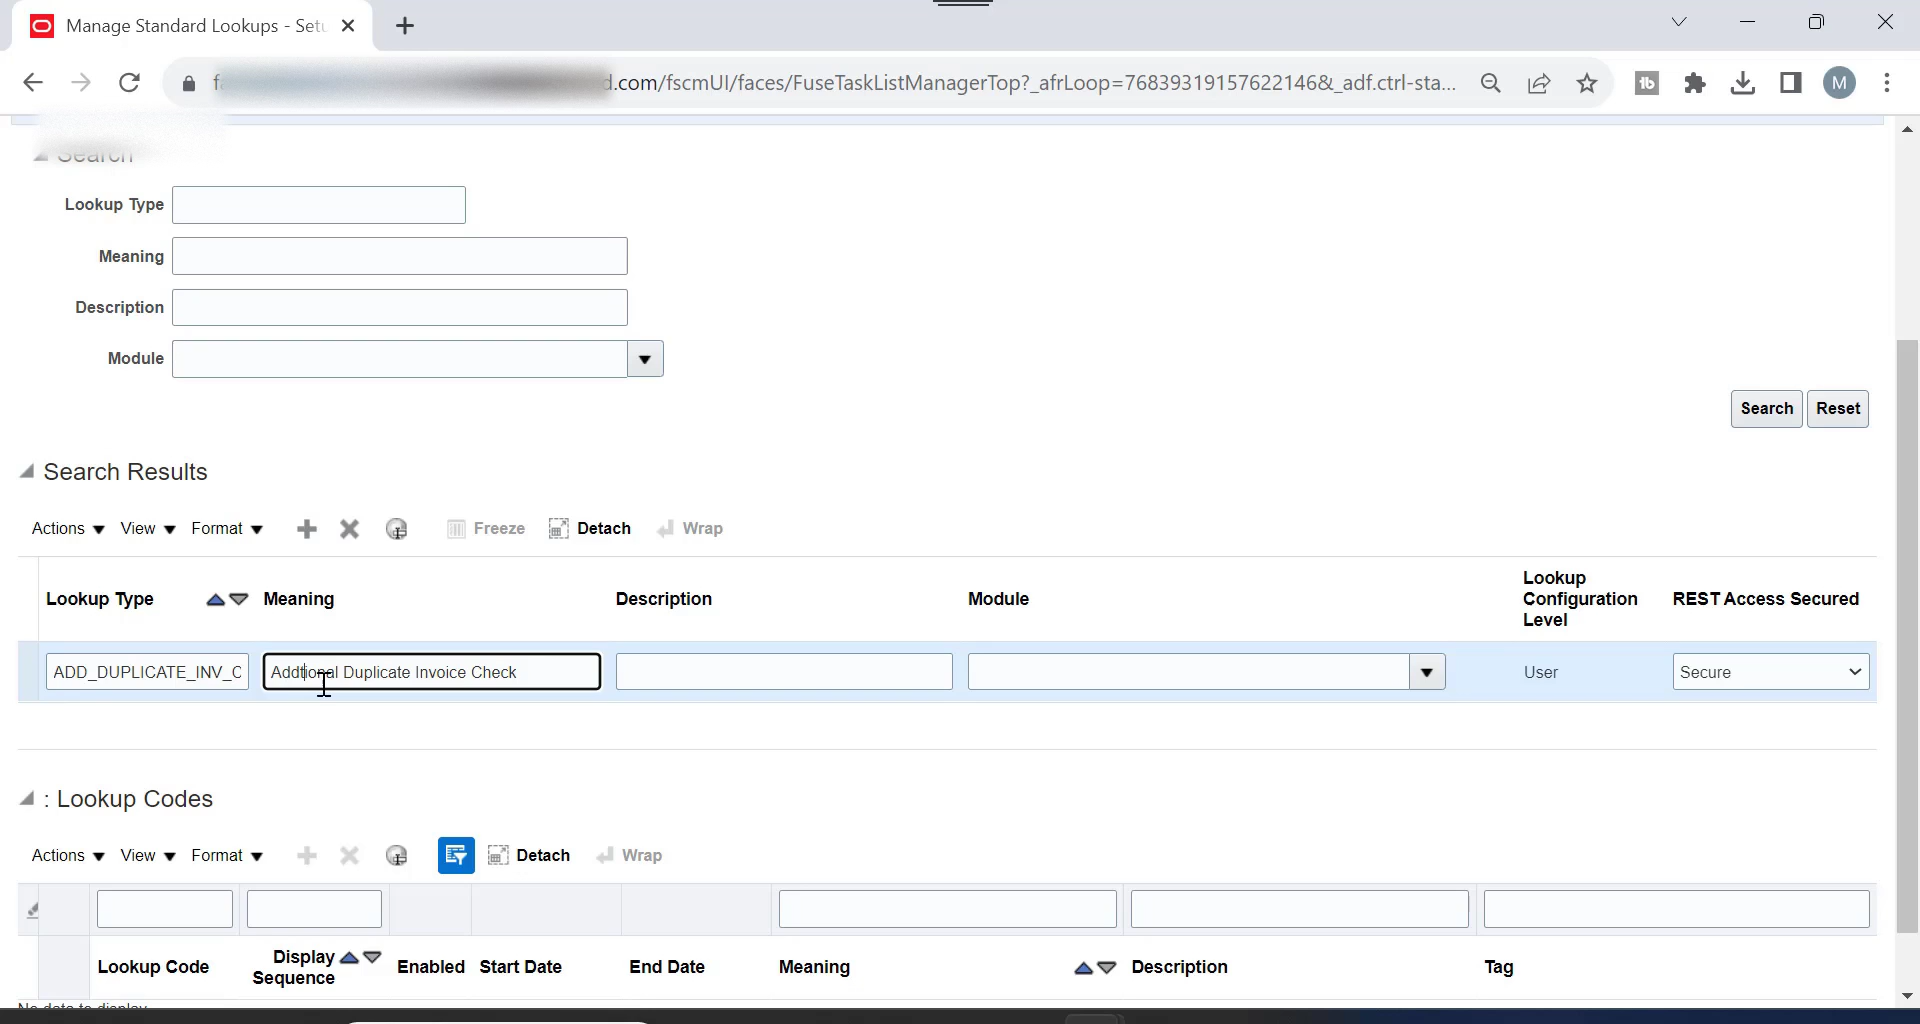 Manage Standard Lookups - Setu
.com/fscmUI/faces/FuseTaskListManagerTop?_afrLoop=76839319157622146&_adf.ctrl-sta...
M
Search
Lookup Type
Meaning
Description
Module
Search Reset
Search Results
Actions View Format Freeze Detach Wrap
Lookup Type Meaning Description Module Lookup Configuration Level REST Access Secured
ADD_DUPLICATE_INV_C Addtional Duplicate Invoice Check User Secure
: Lookup Codes
Actions View Format Detach Wrap
Lookup Code Display Sequence Enabled Start Date End Date Meaning Description Tag
No data to display